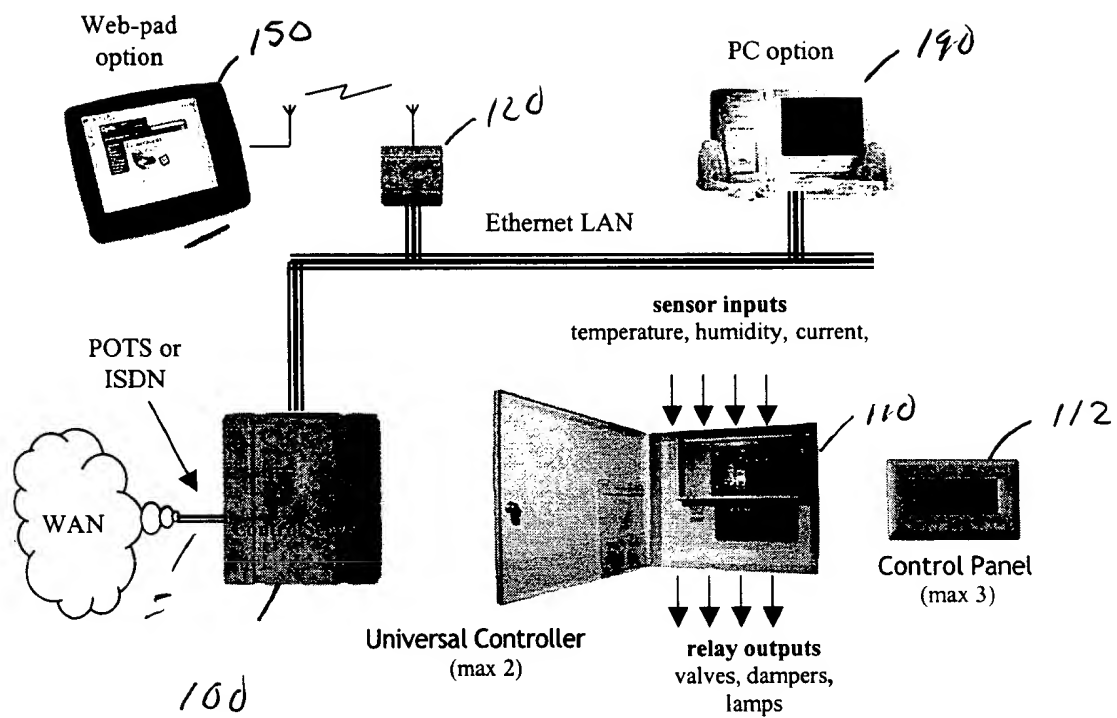 Web-pad
option
150
120
PC option
190
Ethernet LAN
sensor inputs
temperature, humidity, current,
POTS or
ISDN
WAN
110
112
Control Panel
(max 3)
Universal Controller
(max 2)
relay outputs
valves, dampers,
lamps
100